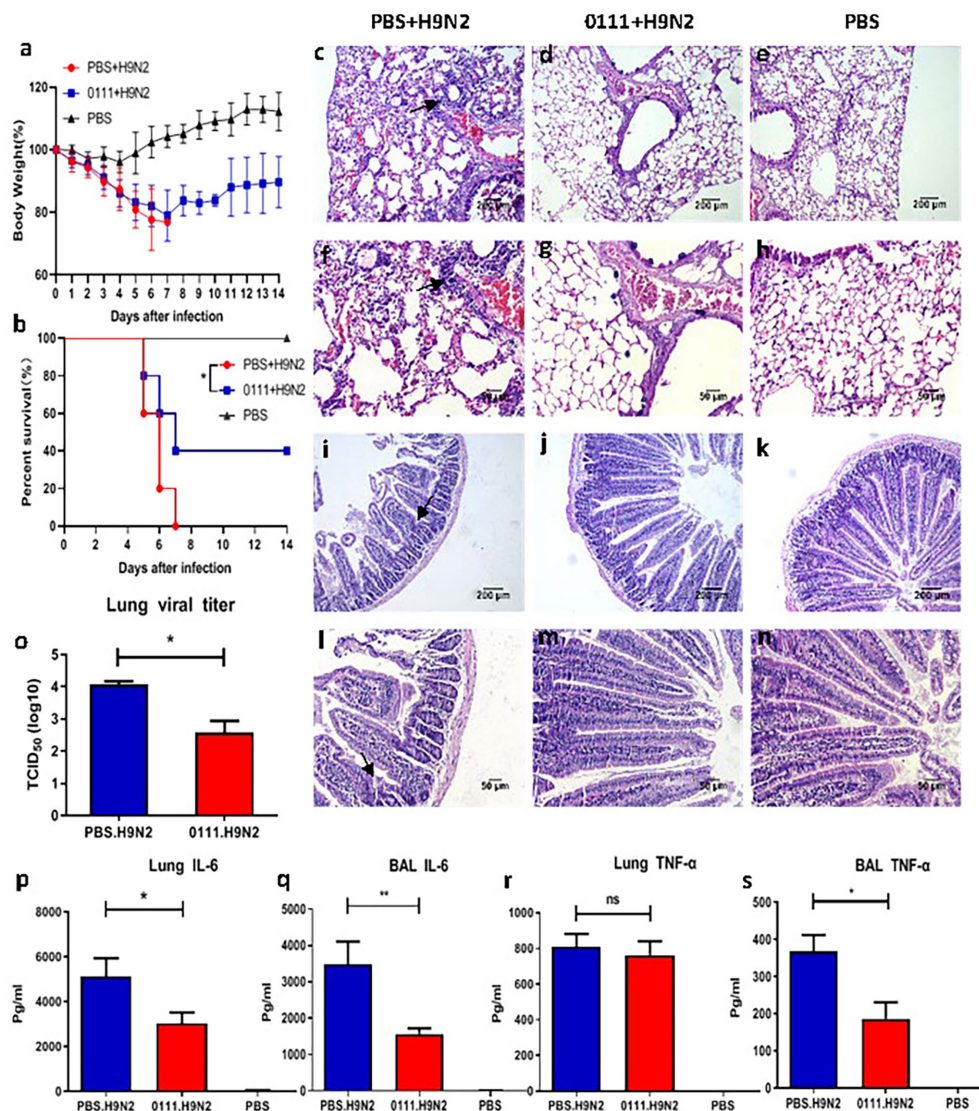 PBS+H9N2 0111+H9N2 PBS
a
PBS+H9N2
0111+H9N2
PBS
Body Weight(%)
120
100
80
60
0 1 2 3 4 5 6 7 8 9 10 11 12 13 14
Days after infection
b
PBS+H9N2
0111+H9N2
PBS
*
Percent survival(%)
100
80
60
40
20
0
0 2 4 6 8 10 12 14
Days after infection
c
200 μm
d
200 μm
e
200 μm
f
50 μm
g
50 μm
h
50 μm
i
200 μm
j
200 μm
k
200 μm
l
50 μm
m
50 μm
n
50 μm
Lung viral titer
o
*
TCID50 (log10)
5
4
3
2
1
0
PBS.H9N2 0111.H9N2
Lung IL-6
p
*
Pg/ml
8000
6000
4000
2000
0
PBS.H9N2 0111.H9N2 PBS
BAL IL-6
q
**
Pg/ml
5000
4000
3000
2000
1000
0
PBS.H9N2 0111.H9N2 PBS
Lung TNF-α
r
ns
Pg/ml
1000
800
600
400
200
0
PBS.H9N2 0111.H9N2 PBS
BAL TNF-α
s
*
Pg/ml
500
400
300
200
100
0
PBS.H9N2 0111.H9N2 PBS